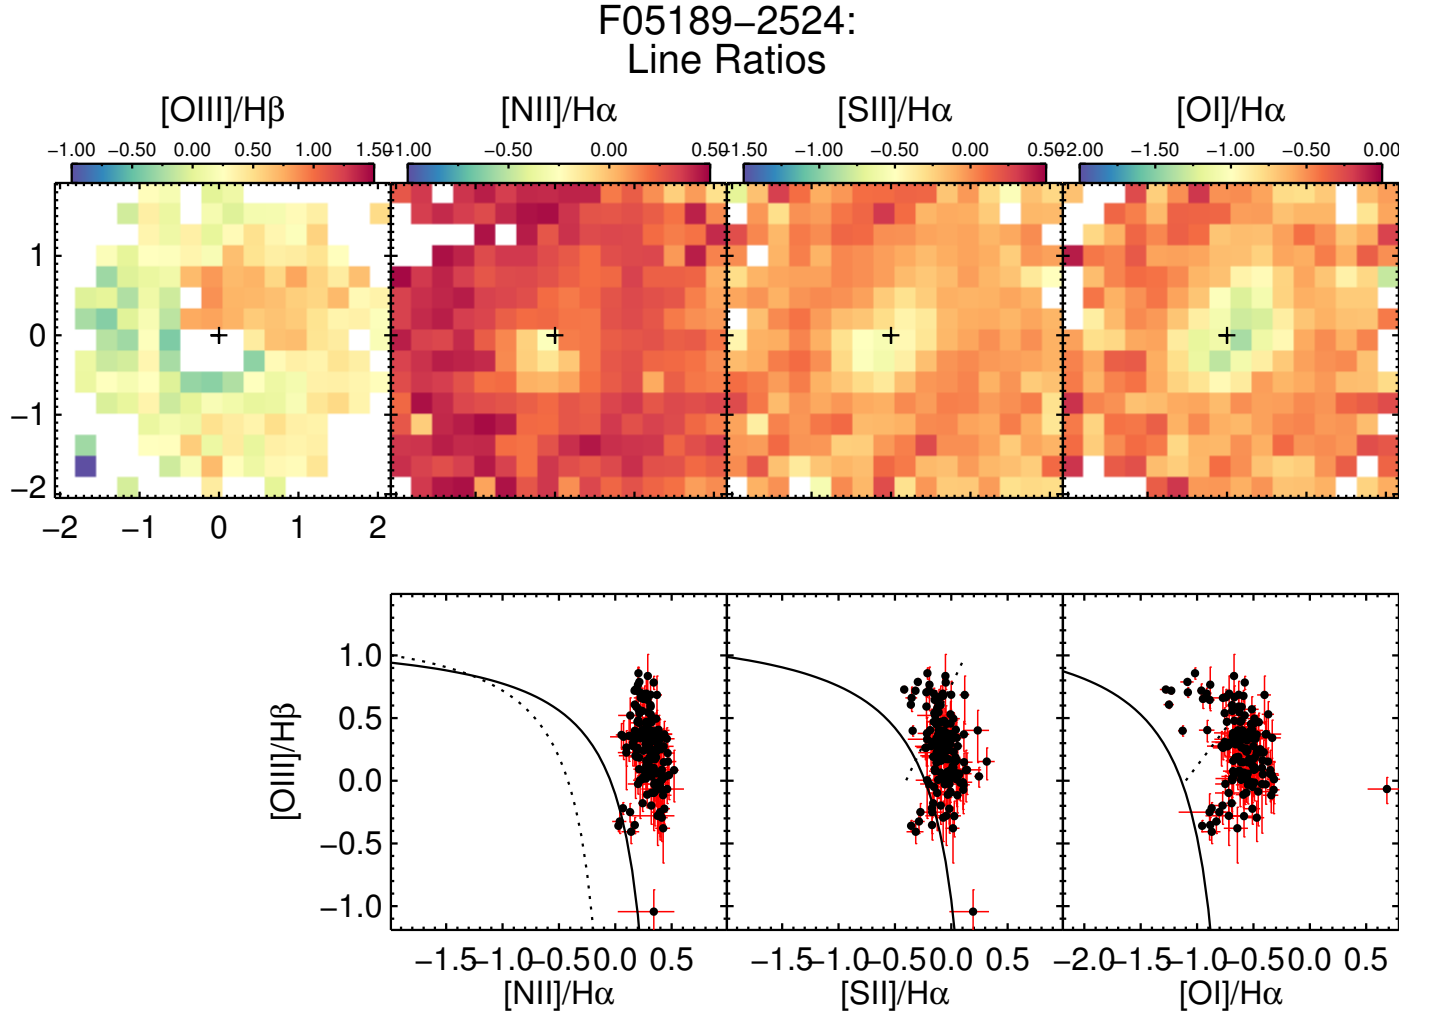 F05189−2524:
Line Ratios
[OIII]/Hβ [NII]/Hα [SII]/Hα [OI]/Hα
−1.00 −0.50 0.00 0.50 1.00 1.50 −1.00 −0.50 0.00 0.50 −1.50 −1.00 −0.50 0.00 0.50 −2.00 −1.50 −1.00 −0.50 0.00
1
0
−1
−2
−2 −1 0 1 2
1.0
0.5
0.0
−0.5
−1.0
[OIII]/Hβ
−1.5 −1.0 −0.5 0.0 0.5 −1.5 −1.0 −0.5 0.0 0.5 −2.0 −1.5 −1.0 −0.5 0.0 0.5
[NII]/Hα [SII]/Hα [OI]/Hα